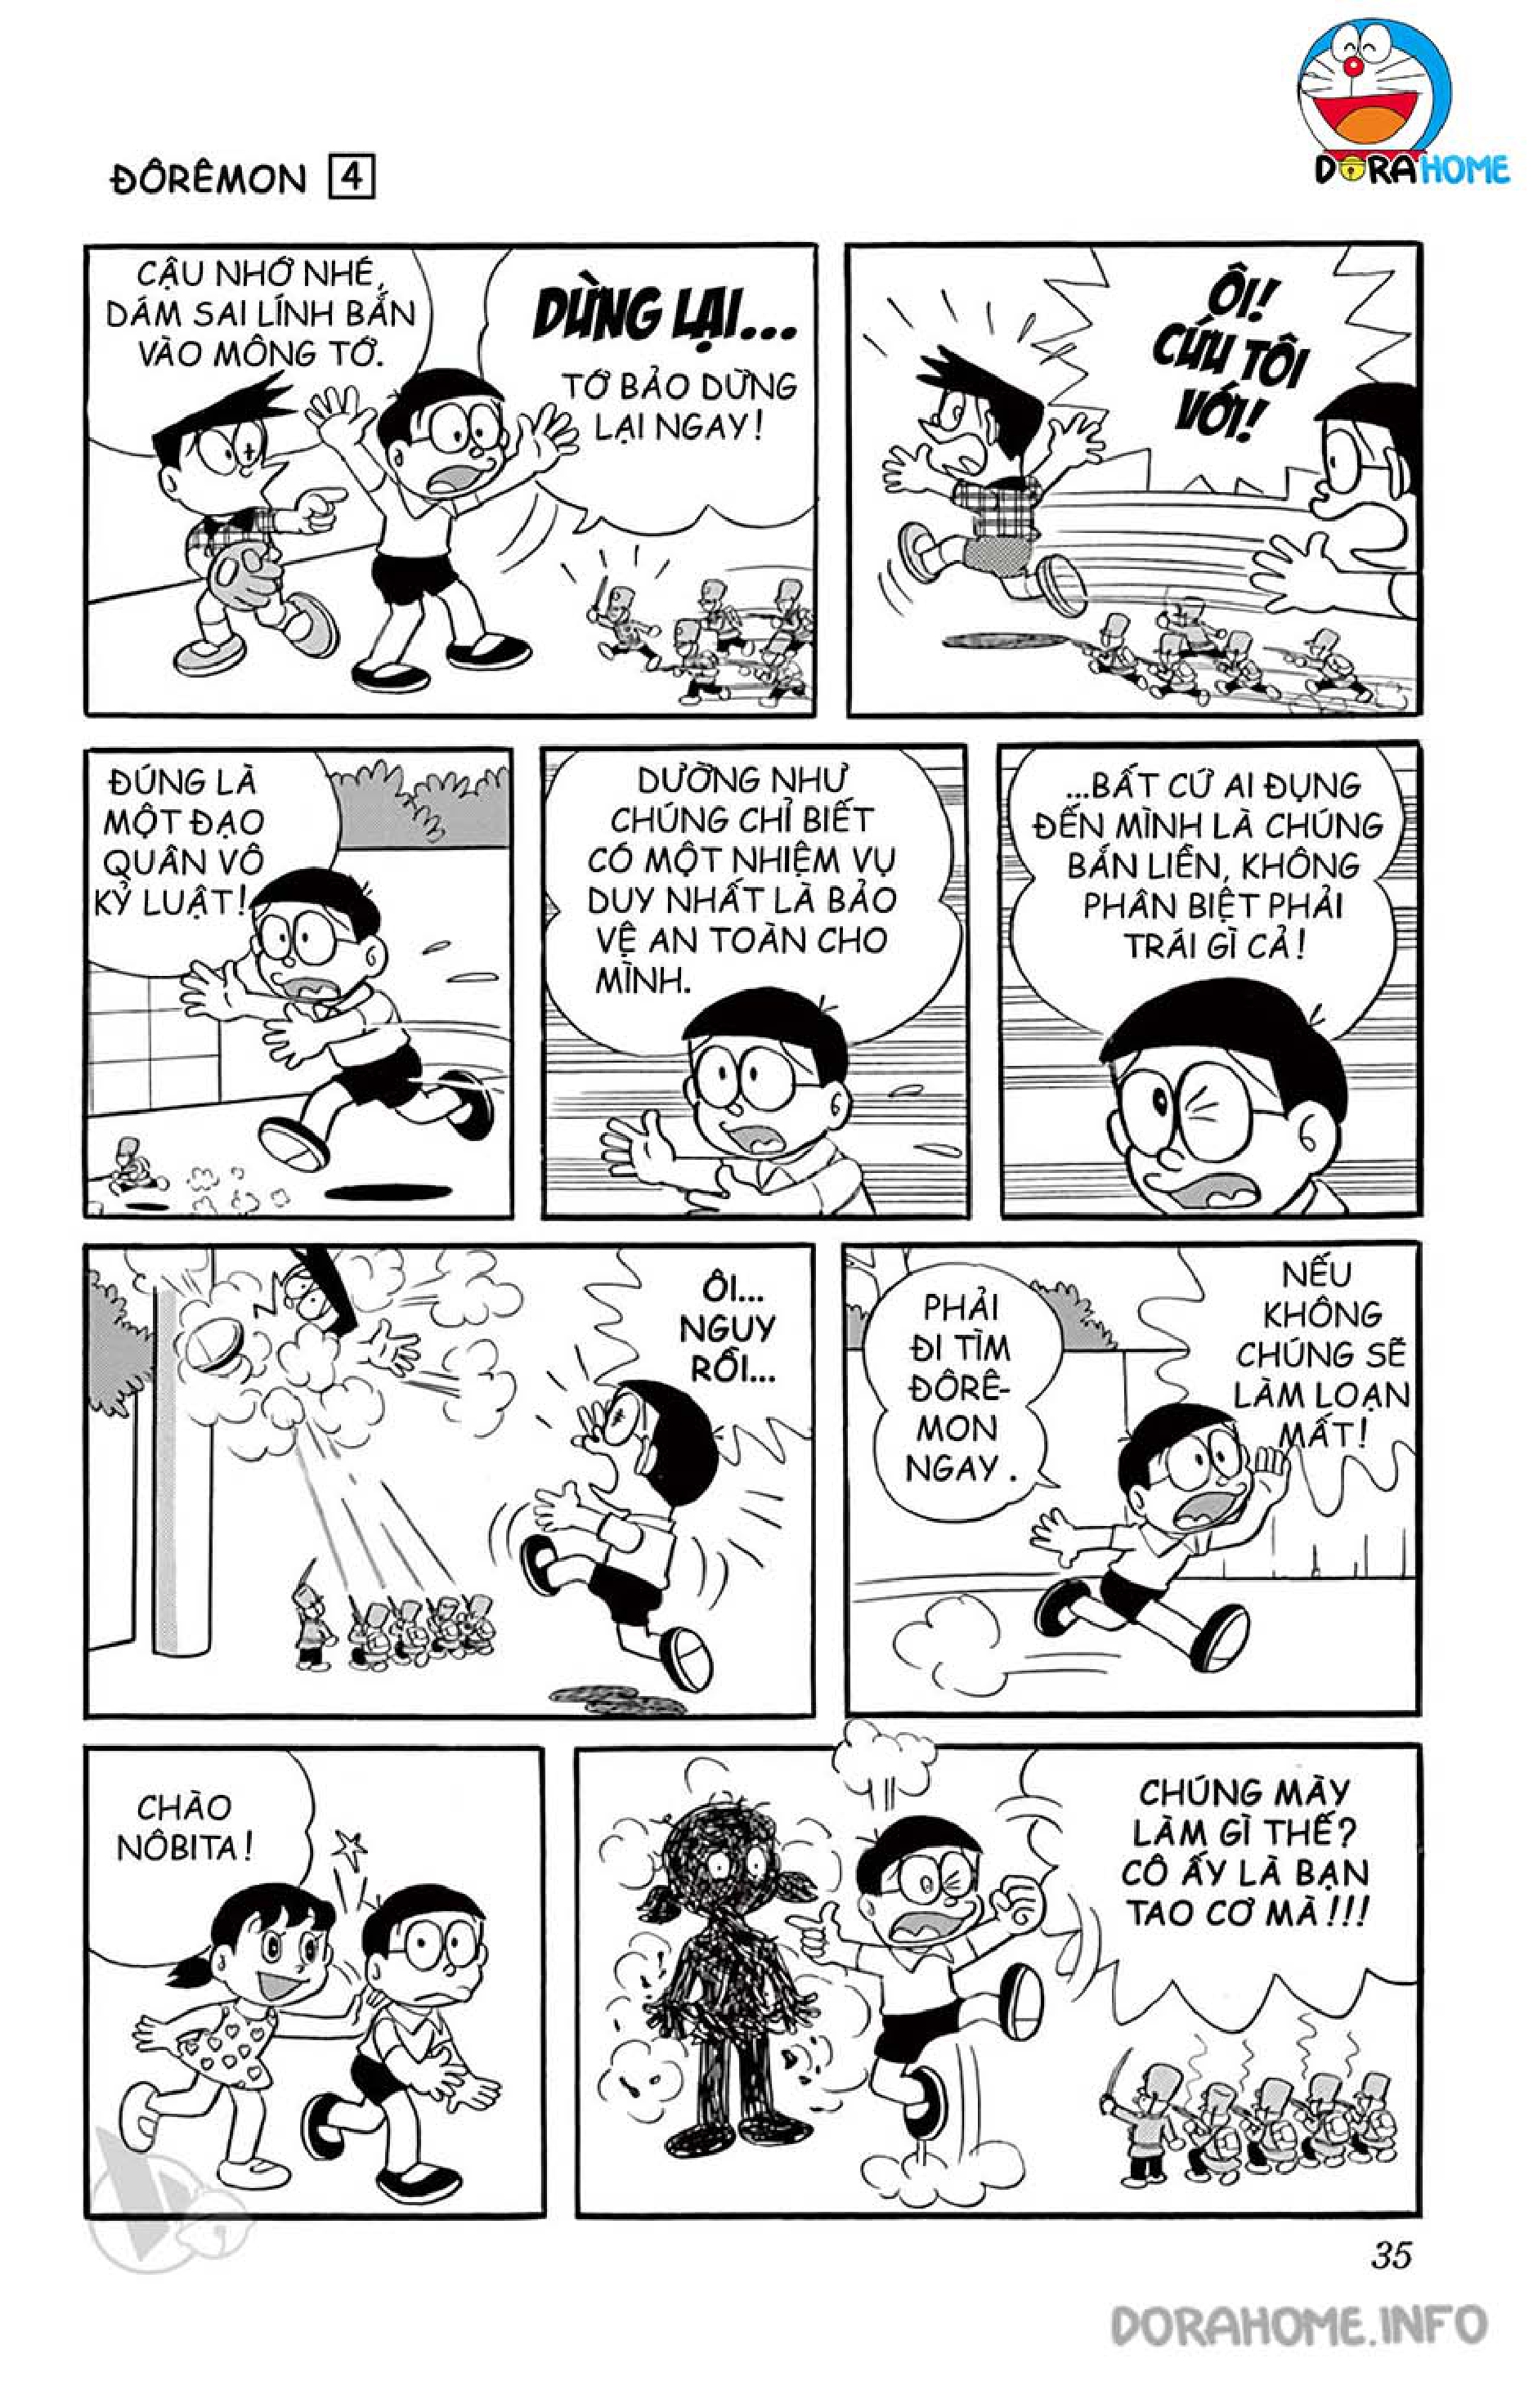 DORAHOME
ĐÔRÊMON 4
CẬU NHỚ NHÉ,
DÁM SAI LÍNH BẮN
VÀO MÔNG TỚ.
DỪNG LẠI...
TỚ BẢO DỪNG
LẠI NGAY!
ÔI!
CỨU TÔI
VỚI!
ĐÚNG LÀ
MỘT ĐẠO
QUÂN VÔ
KỶ LUẬT!
DƯỜNG NHƯ
CHÚNG CHỈ BIẾT
CÓ MỘT NHIỆM VỤ
DUY NHẤT LÀ BẢO
VỆ AN TOÀN CHO
MÌNH.
...BẤT CỨ AI ĐỤNG
ĐẾN MÌNH LÀ CHÚNG
BẮN LIỀN, KHÔNG
PHÂN BIỆT PHẢI
TRÁI GÌ CẢ!
ÔI...
NGUY
RỒI...
PHẢI
ĐI TÌM
ĐÔRÊ-
MON
NGAY.
NẾU
KHÔNG
CHÚNG SẼ
LÀM LOẠN
MẤT!
CHÀO
NÔBITA!
CHÚNG MÀY
LÀM GÌ THẾ?
CÔ ẤY LÀ BẠN
TAO CƠ MÀ!!!
35
DORAHOME.INFO